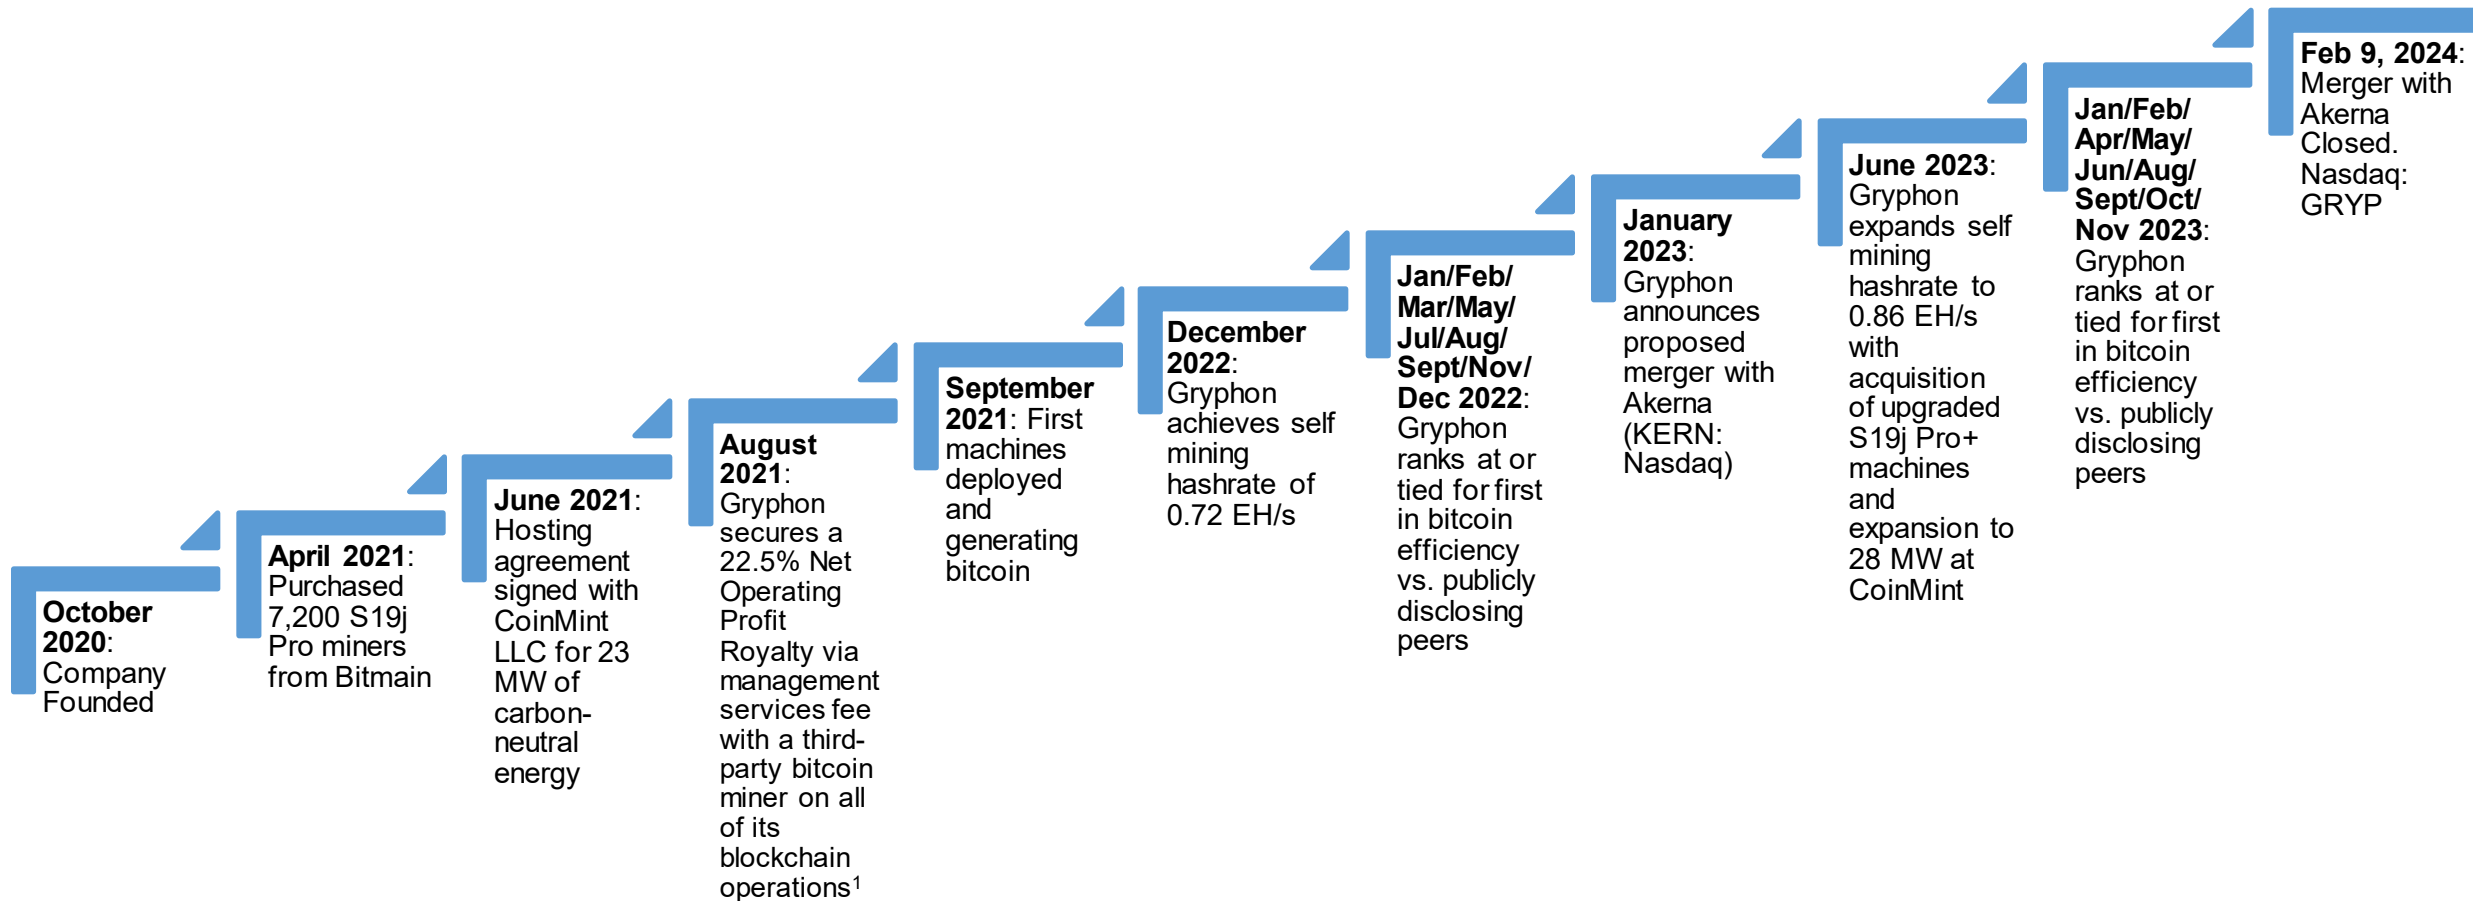 October
2020:
Company
Founded
April 2021:
Purchased
7,200 S19j
Pro miners
from Bitmain
June 2021:
Hosting
agreement
signed with
CoinMint
LLC for 23
MW of
carbon-
neutral
energy
August
2021:
Gryphon
secures a
22.5% Net
Operating
Profit
Royalty via
management
services fee
with a third-
party bitcoin
miner on all
of its
blockchain
operations¹
September
2021: First
machines
deployed
and
generating
bitcoin
December
2022:
Gryphon
achieves self
mining
hashrate of
0.72 EH/s
Jan/Feb/
Mar/May/
Jul/Aug/
Sept/Nov/
Dec 2022:
Gryphon
ranks at or
tied for first
in bitcoin
efficiency
vs. publicly
disclosing
peers
January
2023:
Gryphon
announces
proposed
merger with
Akerna
(KERN:
Nasdaq)
June 2023:
Gryphon
expands self
mining
hashrate to
0.86 EH/s
with
acquisition
of upgraded
S19j Pro+
machines
and
expansion to
28 MW at
CoinMint
Jan/Feb/
Apr/May/
Jun/Aug/
Sept/Oct/
Nov 2023:
Gryphon
ranks at or
tied for first
in bitcoin
efficiency
vs. publicly
disclosing
peers
Feb 9, 2024:
Merger with
Akerna
Closed.
Nasdaq:
GRYP